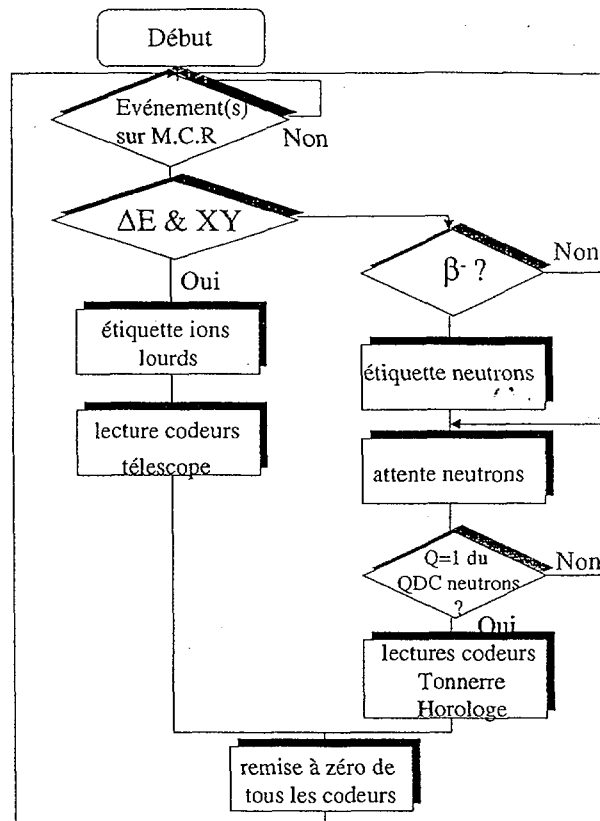 Début
Evénement(s)
sur M.C.R
Non
ΔE & XY
Oui
étiquette ions
lourds
lecture codeurs
télescope
β- ?
Non
étiquette neutrons
attente neutrons
Q=1 du
QDC neutrons
?
Non
Oui
lectures codeurs
Tonnerre
Horologe
remise à zéro de
tous les codeurs